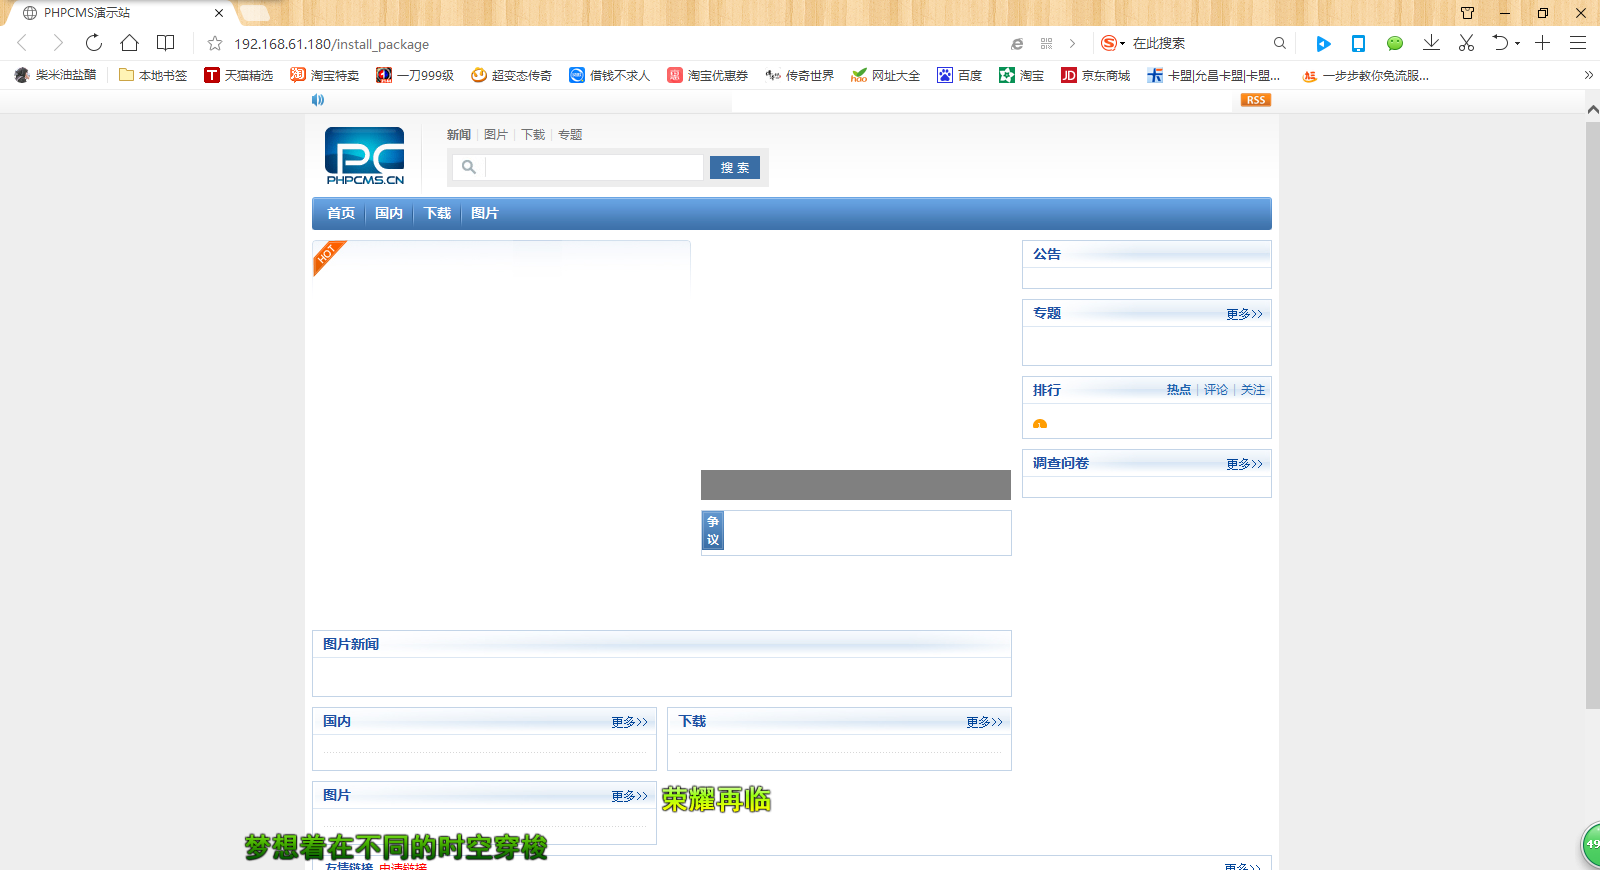 PHPCMS演示站
192.168.61.180/install_package
在此搜索
柴米油盐醋 本地书签 天猫精选 淘宝特卖 一刀999级 超变态传奇 借钱不求人 淘宝优惠券 传奇世界 网址大全 百度 淘宝 京东商城 卡盟|允昌卡盟|卡盟... 一步步教你免流服...
RSS
新闻 | 图片 | 下载 | 专题
PC
PHPCMS.CN
搜 索
首页 国内 下载 图片
HOT
公告
专题 更多>>
排行 热点 | 评论 | 关注
1
调查问卷 更多>>
争
议
图片新闻
国内 更多>>
下载 更多>>
图片 更多>>
荣耀再临
梦想着在不同的时空穿梭
49
友情链接 申请链接 更多>>